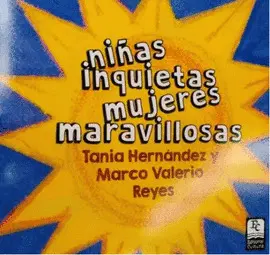 niñas
inquietas
mujeres
maravillosas
Tania Hernández y
Marco Valerio
Reyes